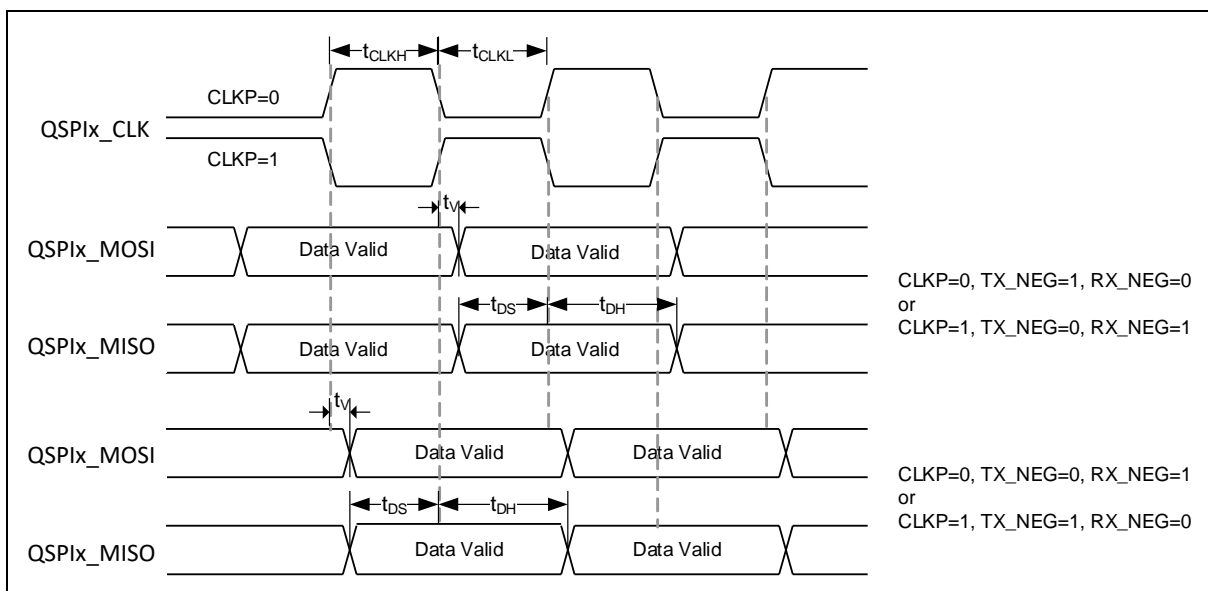 tCLKH tCLKL
CLKP=0
QSPIx_CLK
CLKP=1
tV
QSPIx_MOSI Data Valid Data Valid
CLKP=0, TX_NEG=1, RX_NEG=0
or
CLKP=1, TX_NEG=0, RX_NEG=1
tDS tDH
QSPIx_MISO Data Valid Data Valid
tV
QSPIx_MOSI Data Valid Data Valid
CLKP=0, TX_NEG=0, RX_NEG=1
or
CLKP=1, TX_NEG=1, RX_NEG=0
tDS tDH
QSPIx_MISO Data Valid Data Valid